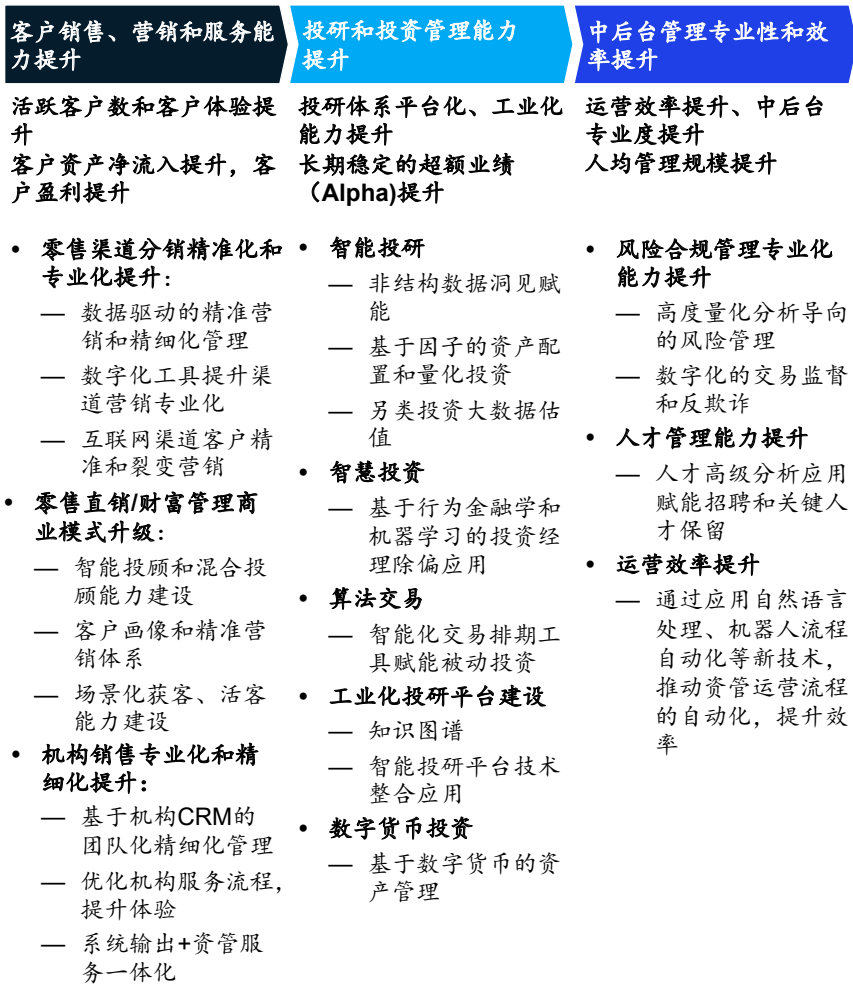 客户销售、营销和服务能
力提升
活跃客户数和客户体验提
升
客户资产净流入提升，客
户盈利提升
• 零售渠道分销精准化和
专业化提升：
— 数据驱动的精准营
销和精细化管理
— 数字化工具提升渠
道营销专业化
— 互联网渠道客户精
准和裂变营销
• 零售直销/财富管理商
业模式升级：
— 智能投顾和混合投
顾能力建设
— 客户画像和精准营
销体系
— 场景化获客、活客
能力建设
• 机构销售专业化和精
细化提升：
— 基于机构CRM的
团队化精细化管理
— 优化机构服务流程，
提升体验
— 系统输出+资管服
务一体化
投研和投资管理能力
提升
投研体系平台化、工业化
能力提升
长期稳定的超额业绩
（Alpha)提升
• 智能投研
— 非结构数据洞见赋
能
— 基于因子的资产配
置和量化投资
— 另类投资大数据估
值
• 智慧投资
— 基于行为金融学和
机器学习的投资经
理除偏应用
• 算法交易
— 智能化交易排期工
具赋能被动投资
• 工业化投研平台建设
— 知识图谱
— 智能投研平台技术
整合应用
• 数字货币投资
— 基于数字货币的资
产管理
中后台管理专业性和效
率提升
运营效率提升、中后台
专业度提升
人均管理规模提升
• 风险合规管理专业化
能力提升
— 高度量化分析导向
的风险管理
— 数字化的交易监督
和反欺诈
• 人才管理能力提升
— 人才高级分析应用
赋能招聘和关键人
才保留
• 运营效率提升
— 通过应用自然语言
处理、机器人流程
自动化等新技术，
推动资管运营流程
的自动化，提升效
率